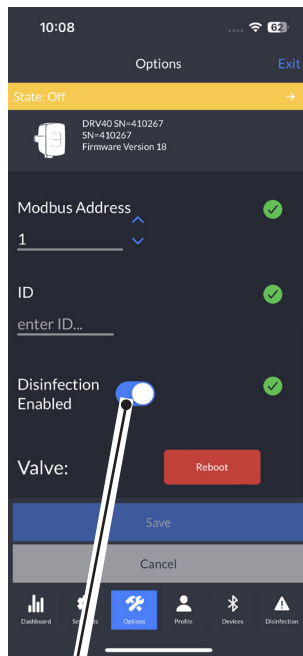 10:08
62
Options
Exit
State: Off
DRV40 SN=410267
SN=410267
Firmware Version 18
Modbus Address
1
ID
enter ID...
Disinfection
Enabled
Valve:
Reboot
Save
Cancel
Dashboard
Options
Profile
Devices
Disinfection